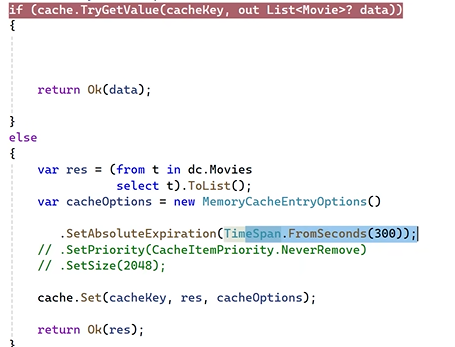 if (cache.TryGetValue(cacheKey, out List<Movie>? data))
{
return Ok(data);
}
else
{
var res = (from t in dc.Movies
select t).ToList();
var cacheOptions = new MemoryCacheEntryOptions()
.SetAbsoluteExpiration(TimeSpan.FromSeconds(300));
// .SetPriority(CacheItemPriority.NeverRemove)
// .SetSize(2048);
cache.Set(cacheKey, res, cacheOptions);
return Ok(res);
}